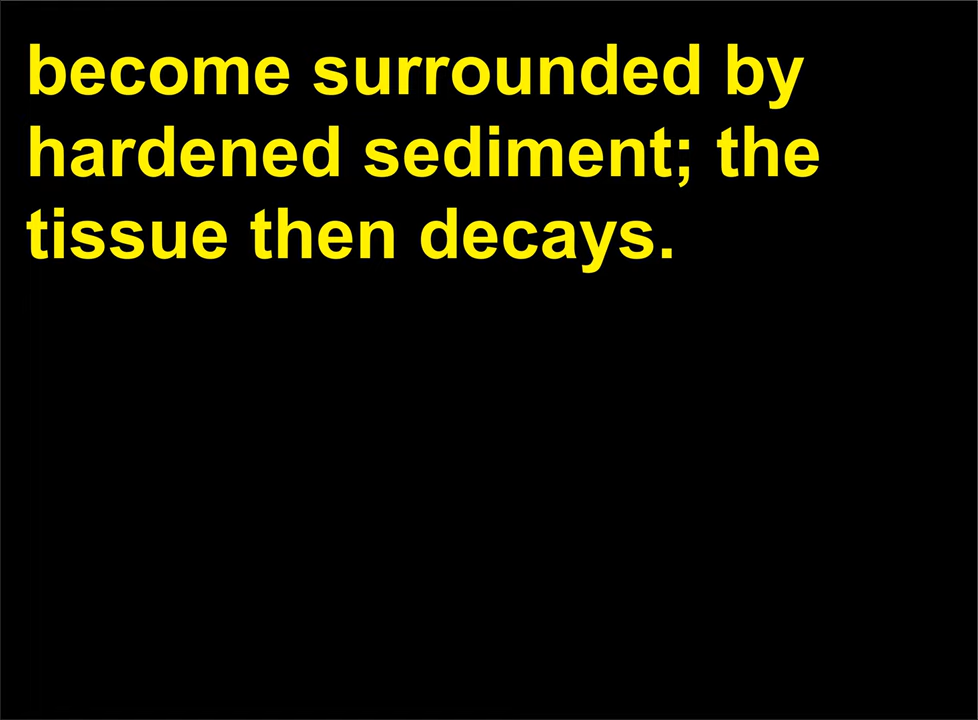 become surrounded by
hardened sediment; the
tissue then decays.